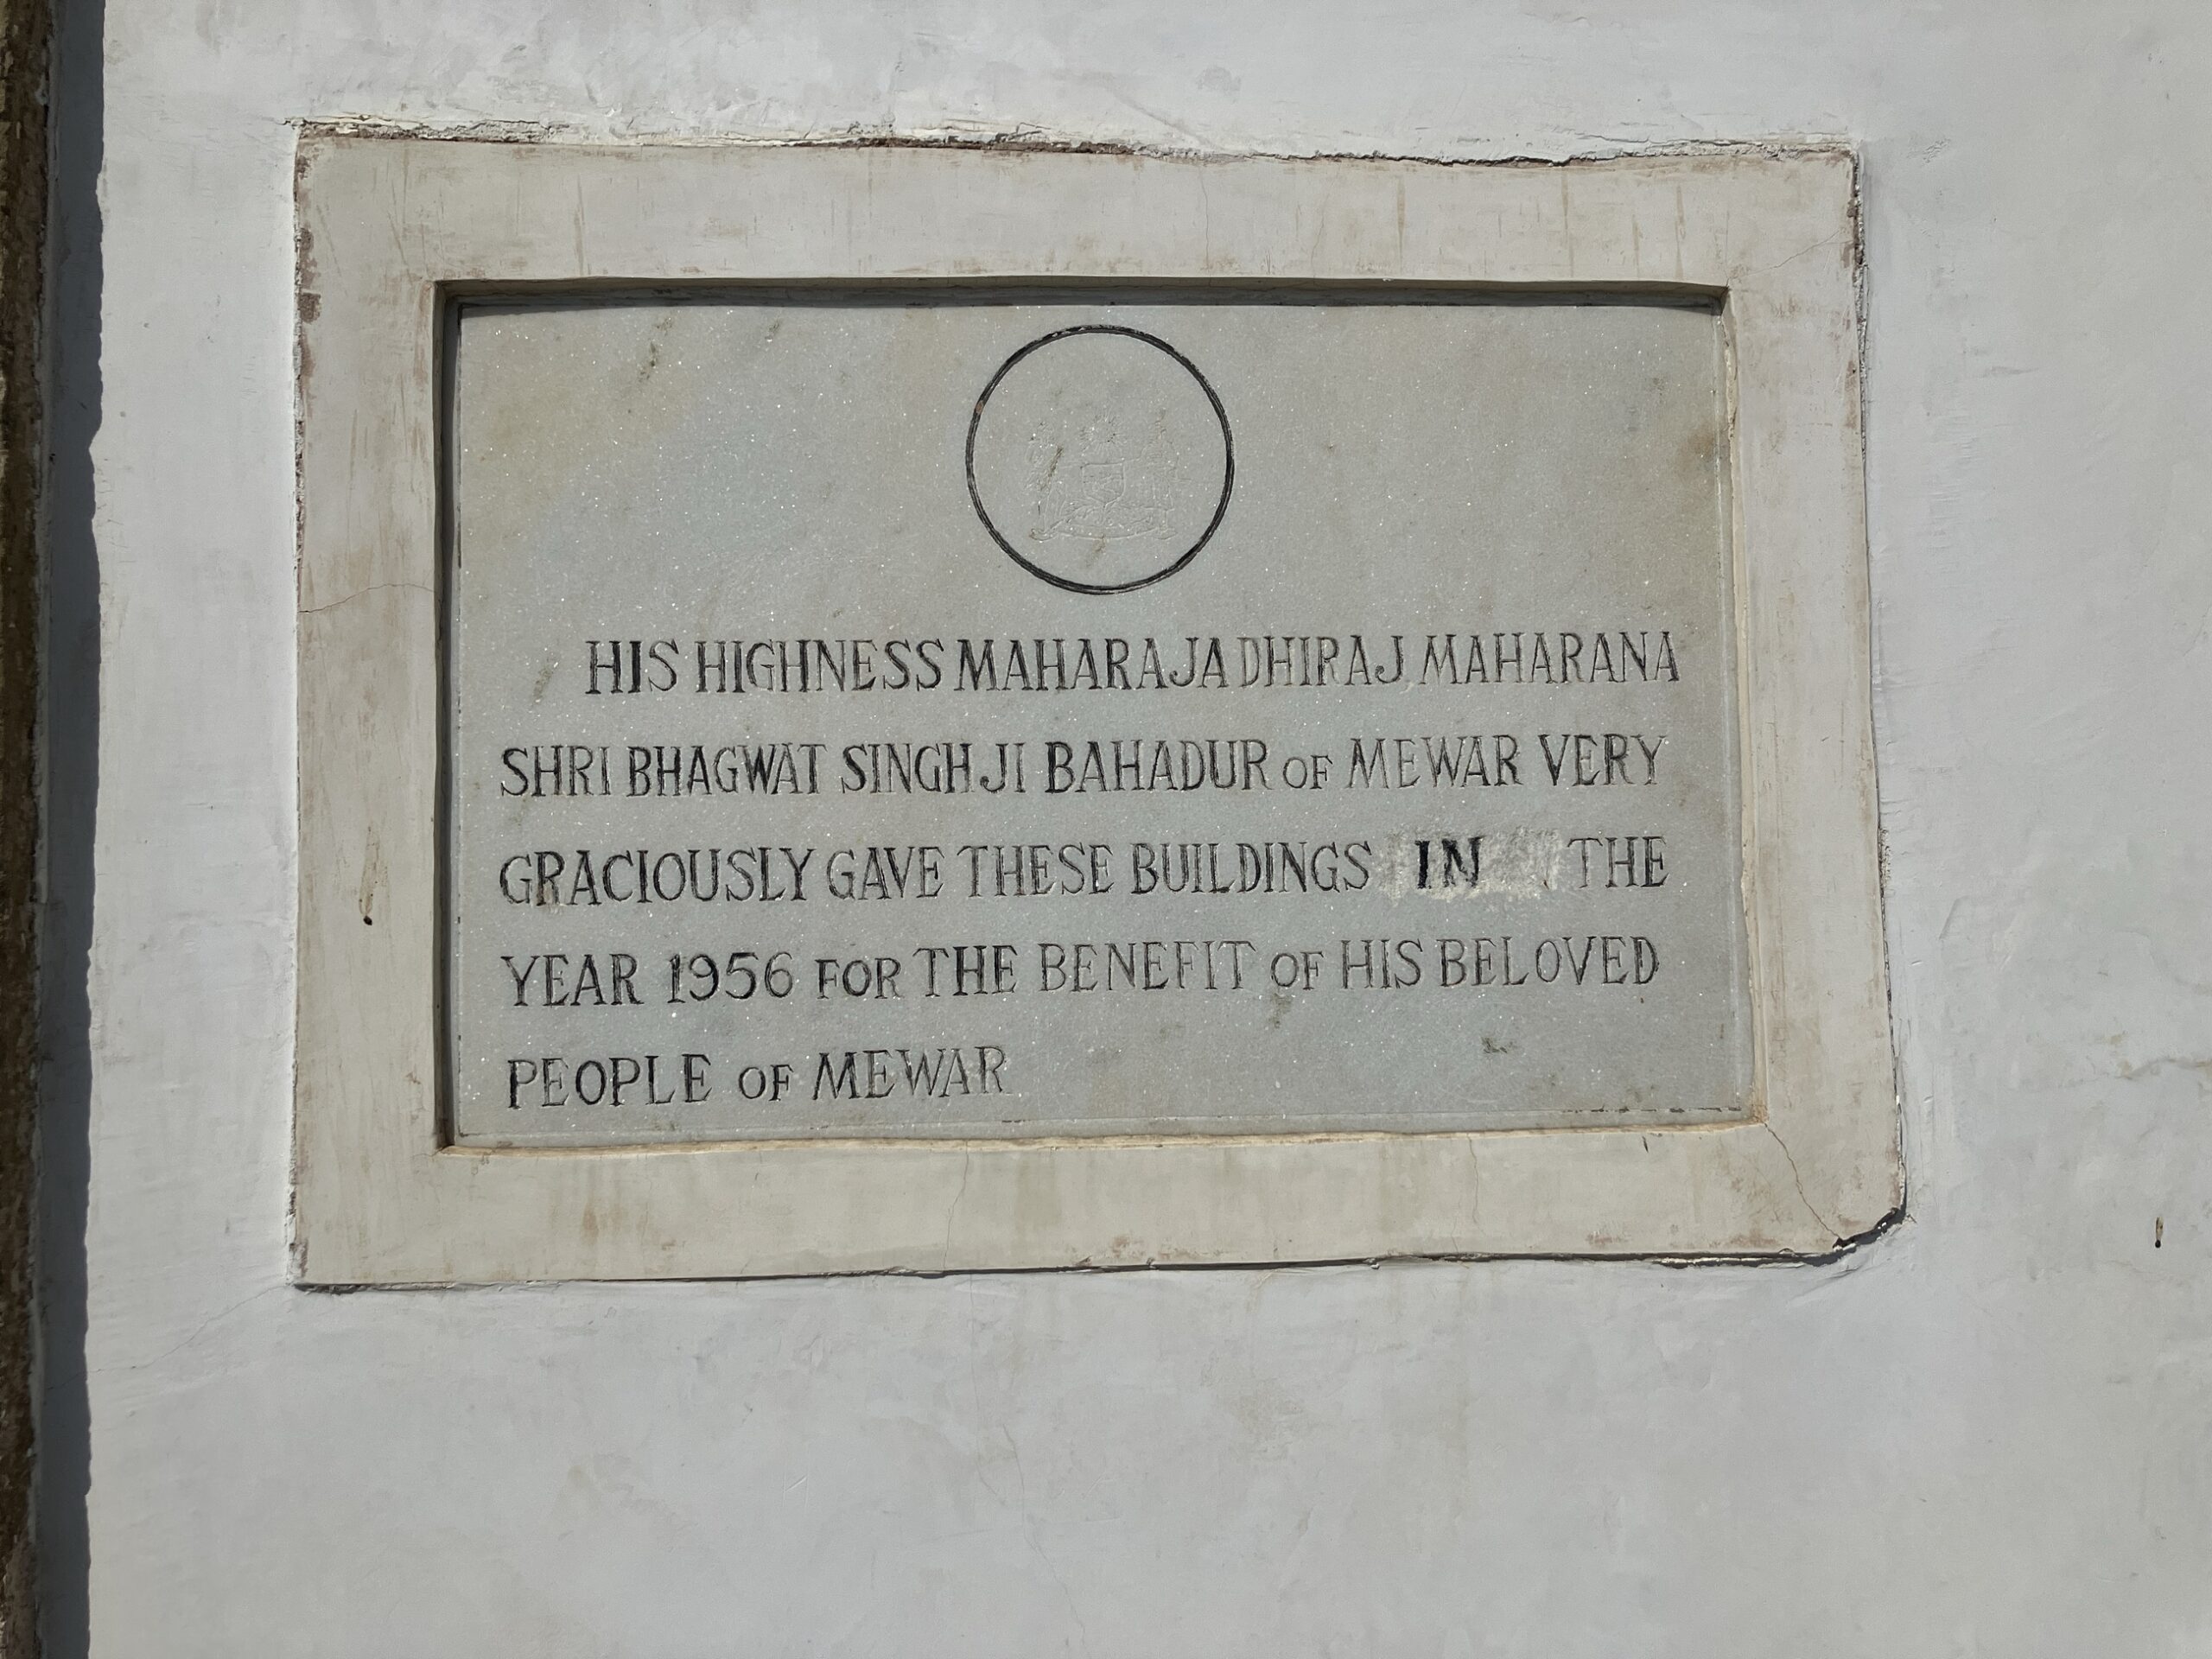 HIS HIGHNESS MAHARAJADHIRAJ MAHARANA
SHRI BHAGWAT SINGHJI BAHADUR OF MEWAR VERY
GRACIOUSLY GAVE THESE BUILDINGS IN THE
YEAR 1956 FOR THE BENEFIT OF HIS BELOVED
PEOPLE OF MEWAR